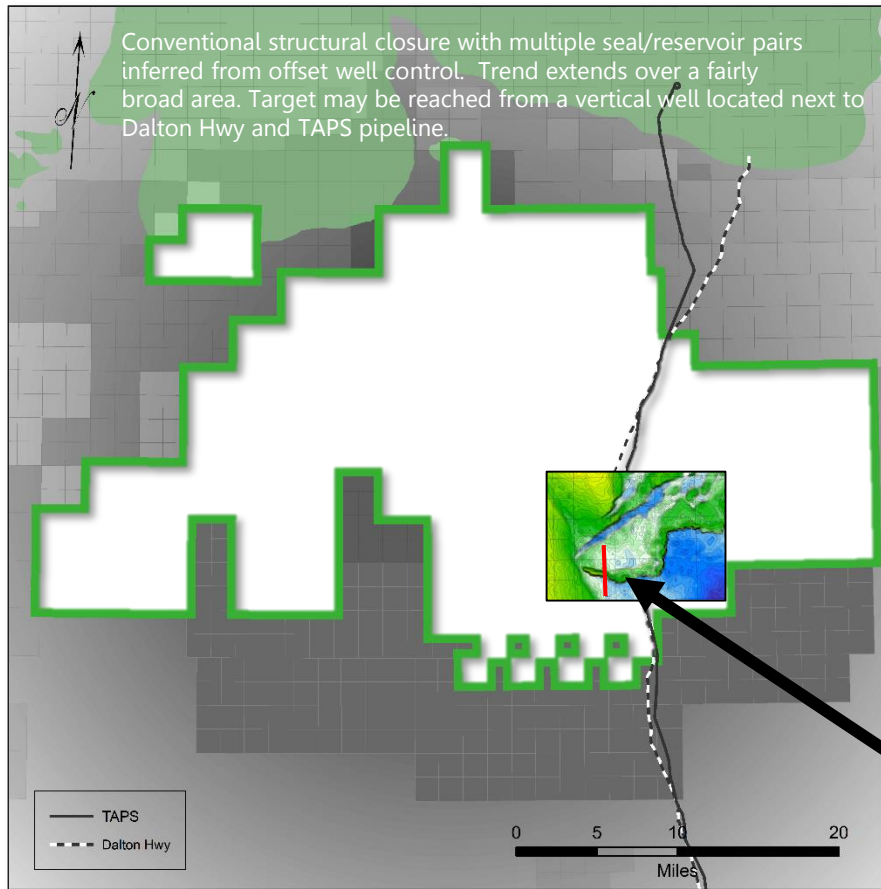 Conventional structural closure with multiple seal/reservoir pairs
inferred from offset well control.  Trend extends over a fairly
broad area. Target may be reached from a vertical well located next to
Dalton Hwy and TAPS pipeline.
N
TAPS
Dalton Hwy
0 5 10 20
Miles